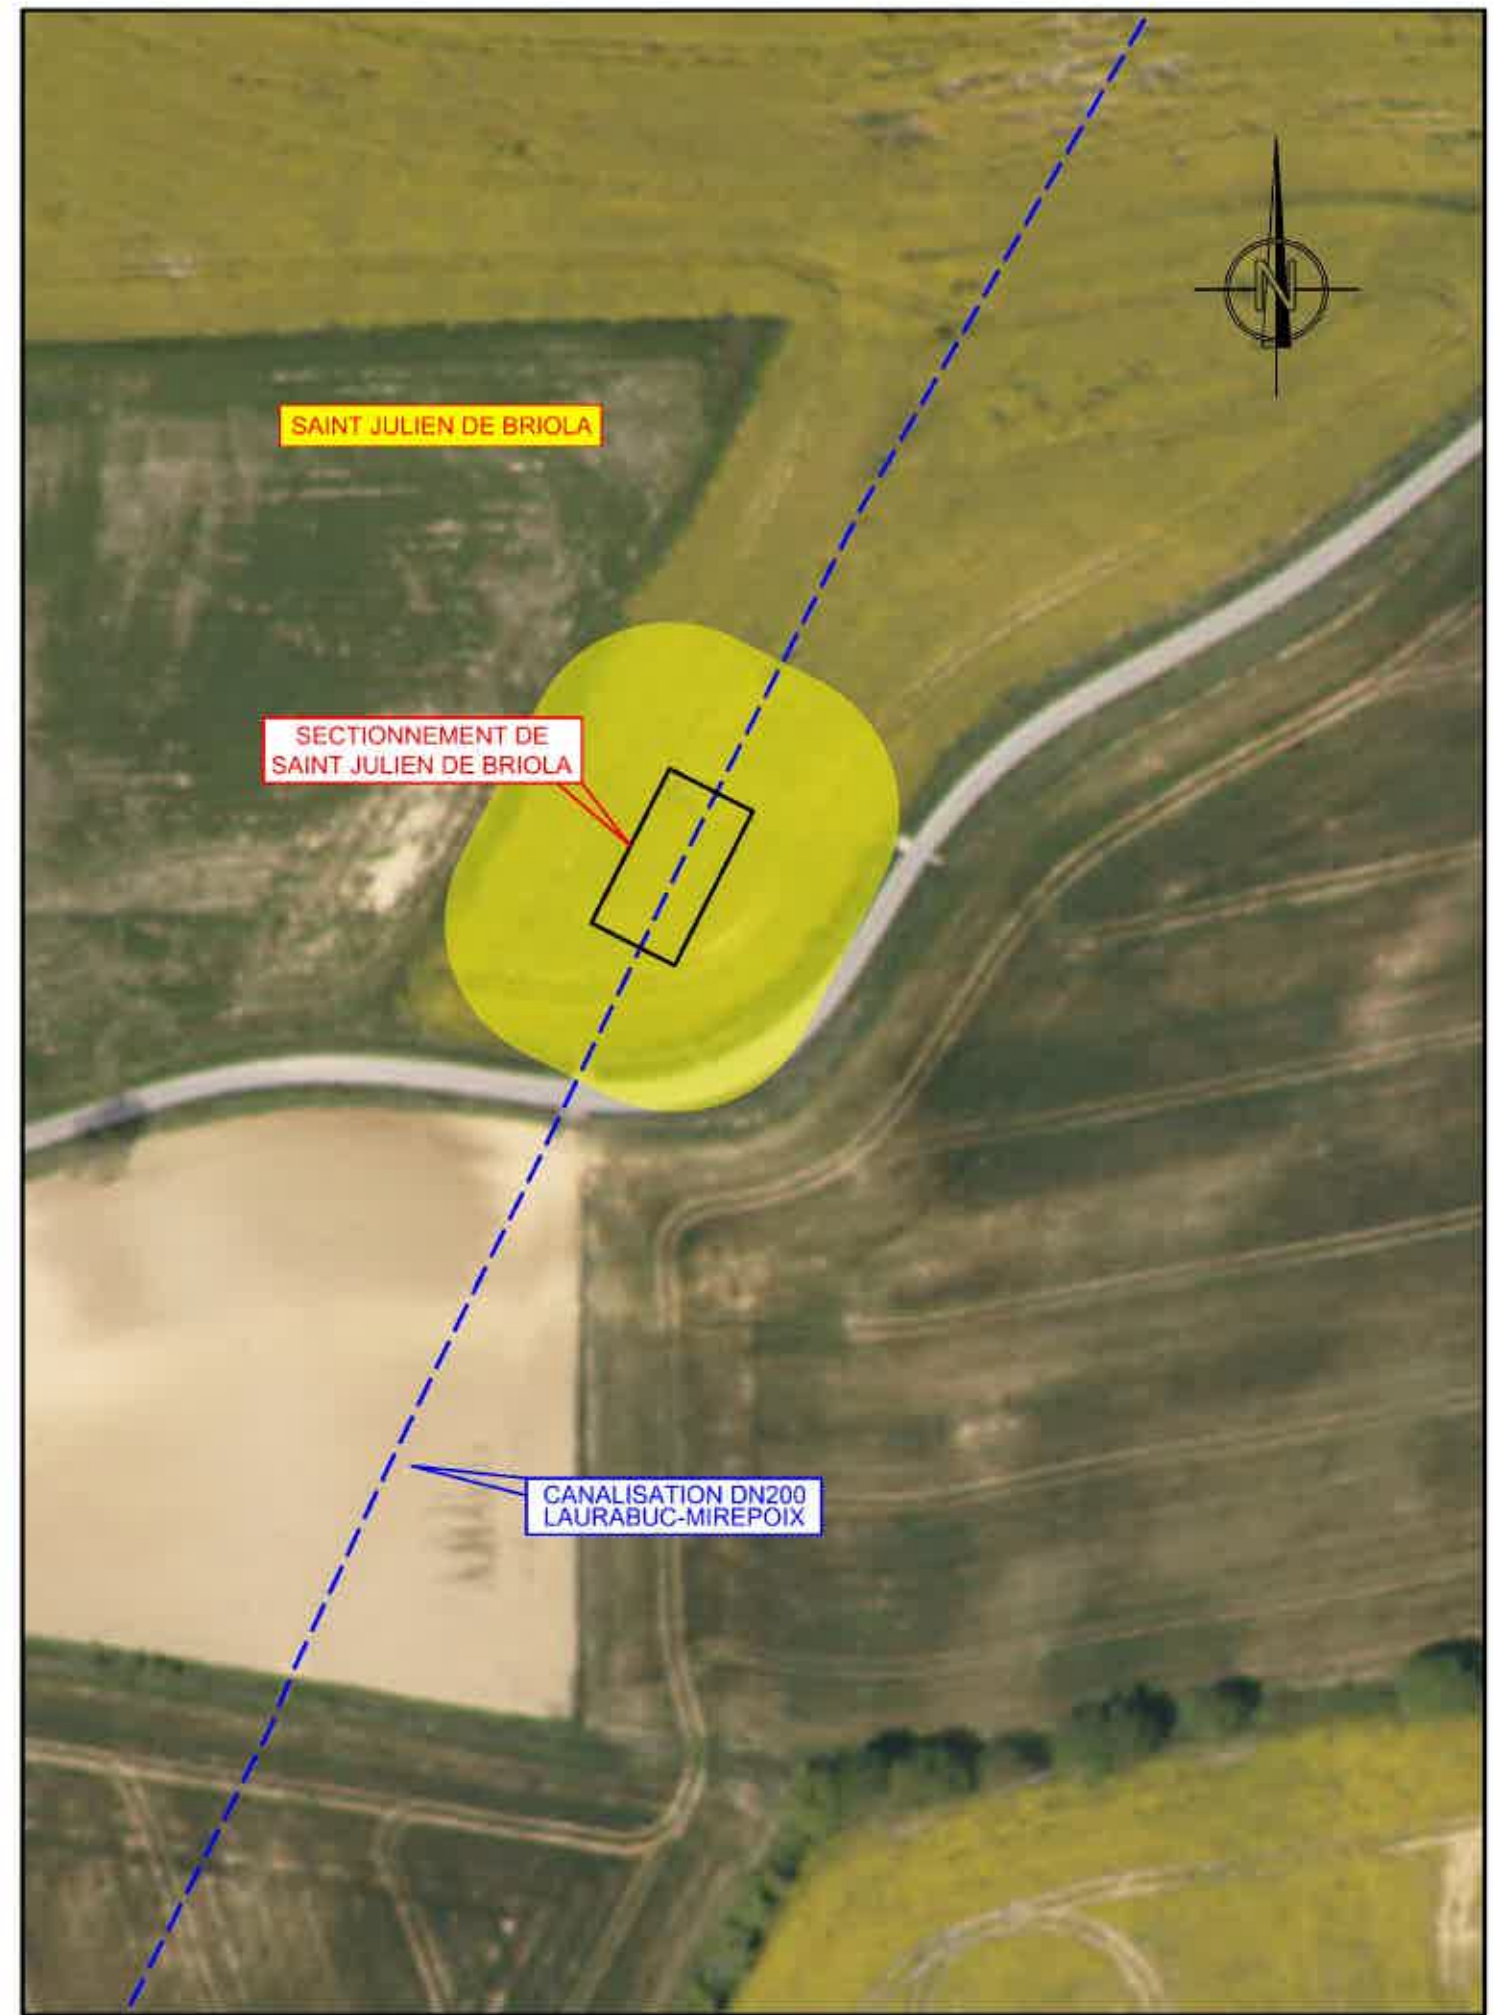 N
SAINT JULIEN DE BRIOLA
SECTIONNEMENT DE
SAINT JULIEN DE BRIOLA
CANALISATION DN200
LAURABUC-MIREPOIX